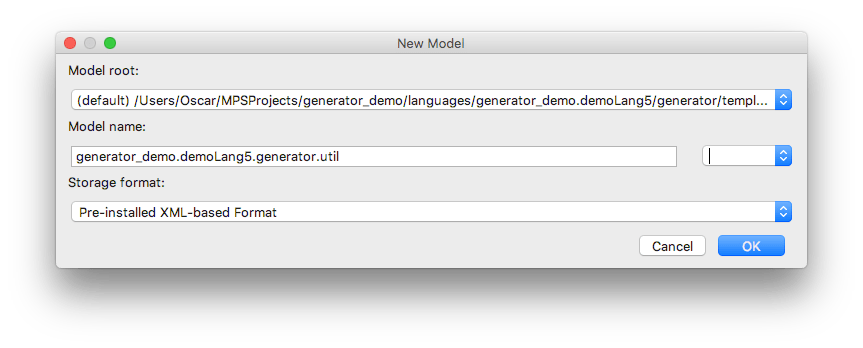 New Model
Model root:
(default) /Users/Oscar/MPSProjects/generator_demo/languages/generator_demo.demoLang5/generator/templ...
Model name:
generator_demo.demoLang5.generator.util
Storage format:
Pre-installed XML-based Format
Cancel OK